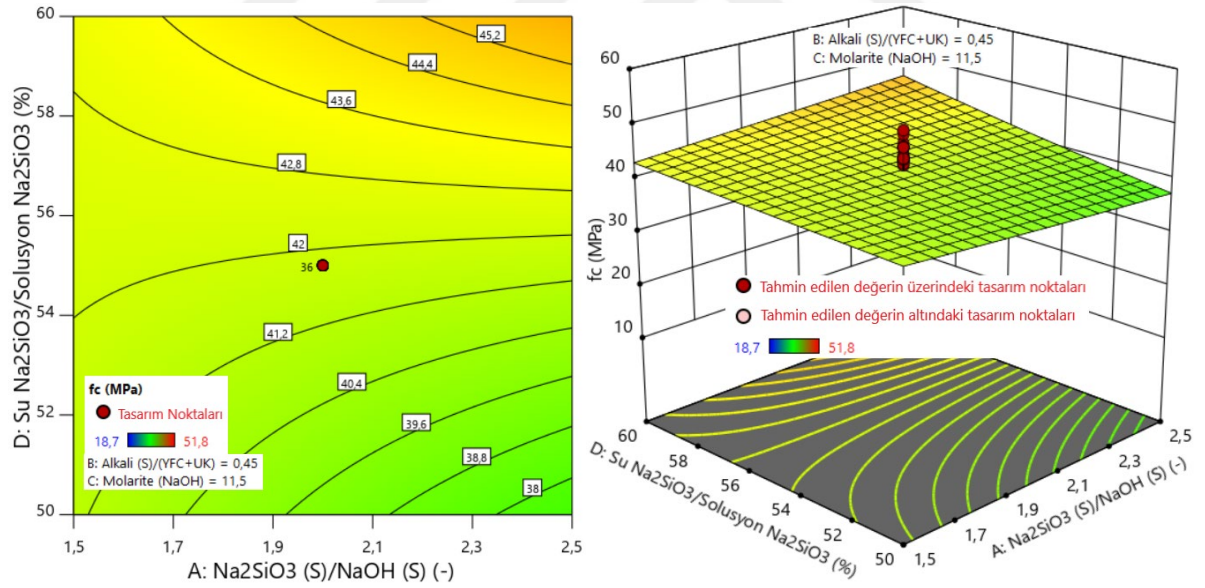 60
58
56
54
52
50
D: Su Na2SiO3/Solusyon Na2SiO3 (%)
45,2
44,4
43,6
42,8
42
36
41,2
40,4
39,6
38,8
38
fc (MPa)
Tasarım Noktaları
18,7 51,8
B: Alkali (S)/(YFC+UK) = 0,45
C: Molarite (NaOH) = 11,5
1,5 1,7 1,9 2,1 2,3 2,5
A: Na2SiO3 (S)/NaOH (S) (-)
B: Alkali (S)/(YFC+UK) = 0,45
C: Molarite (NaOH) = 11,5
60
50
40
30
20
10
fc (MPa)
Tahmin edilen değerin üzerindeki tasarım noktaları
Tahmin edilen değerin altındaki tasarım noktaları
18,7 51,8
60
58
56
54
52
50
D: Su Na2SiO3/Solusyon Na2SiO3 (%)
1,5
1,7
1,9
2,1
2,3
2,5
A: Na2SiO3 (S)/NaOH (S) (-)